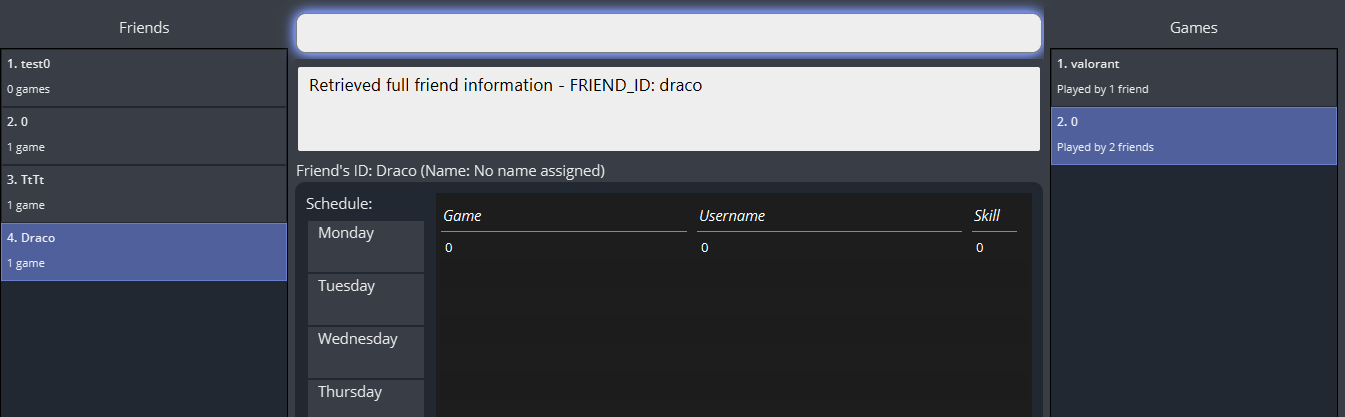 Friends
1. test0
0 games
2. 0
1 game
3. TtTt
1 game
4. Draco
1 game
Retrieved full friend information - FRIEND_ID: draco
Friend's ID: Draco (Name: No name assigned)
Schedule:
Monday
Tuesday
Wednesday
Thursday
Game Username Skill
0 0 0
Games
1. valorant
Played by 1 friend
2. 0
Played by 2 friends